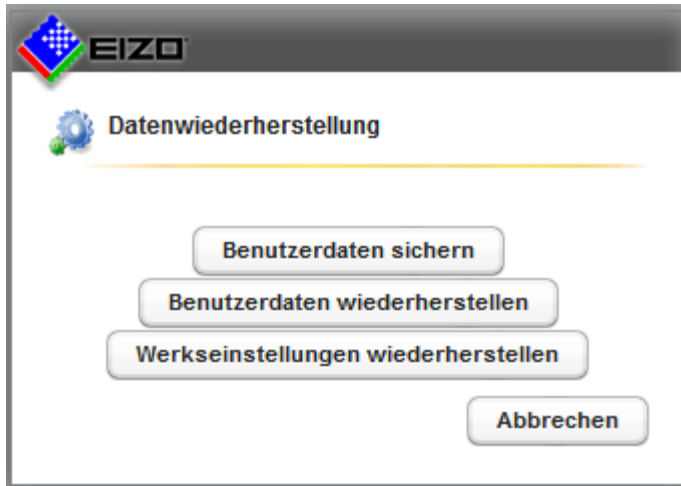 EIZO
Datenwiederherstellung
Benutzerdaten sichern
Benutzerdaten wiederherstellen
Werkseinstellungen wiederherstellen
Abbrechen